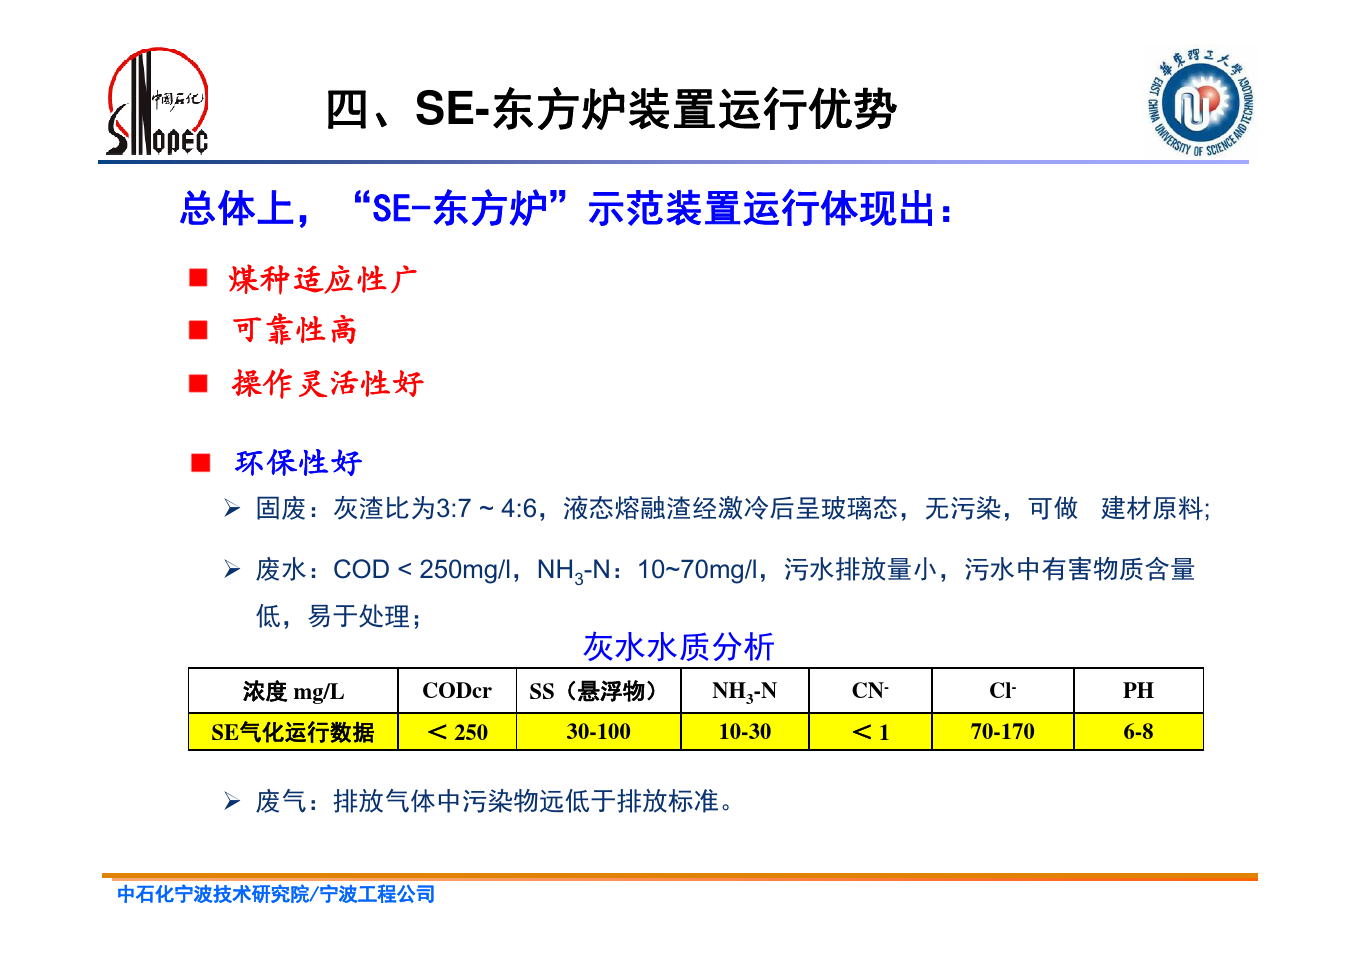 中国石化
SINOPEC
四、SE-东方炉装置运行优势
华东理工大学
EAST CHINA UNIVERSITY OF SCIENCE AND TECHNOLOGY
总体上，“SE-东方炉”示范装置运行体现出：
■ 煤种适应性广
■ 可靠性高
■ 操作灵活性好
■ 环保性好
➢ 固废：灰渣比为3:7 ~ 4:6，液态熔融渣经激冷后呈玻璃态，无污染，可做 建材原料;
➢ 废水：COD < 250mg/l，NH3-N：10~70mg/l，污水排放量小，污水中有害物质含量
低，易于处理；
灰水水质分析
浓度 mg/L CODcr SS（悬浮物） NH3-N CN- Cl- PH
SE气化运行数据 ＜250 30-100 10-30 ＜1 70-170 6-8
➢ 废气：排放气体中污染物远低于排放标准。
中石化宁波技术研究院/宁波工程公司